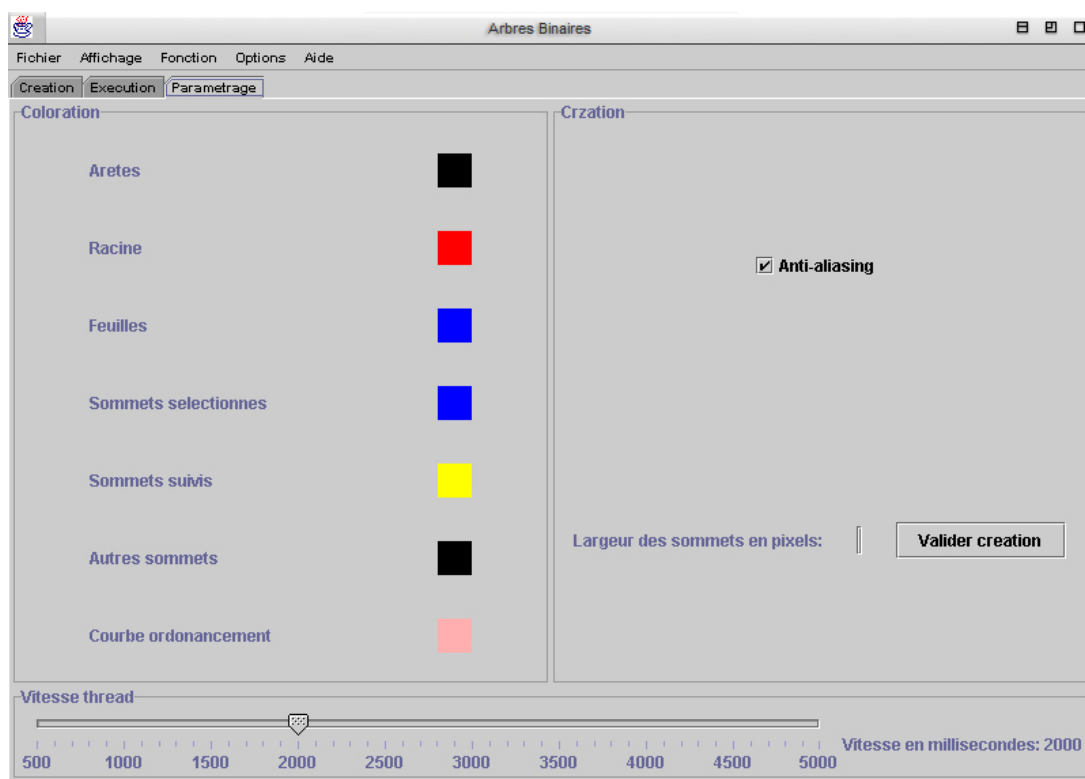 Arbres Binaires
Fichier Affichage Fonction Options Aide
Creation Execution Parametrage
Coloration
Aretes
Racine
Feuilles
Sommets selectionnes
Sommets suivis
Autres sommets
Courbe ordonancement
Crzation
Anti-aliasing
Largeur des sommets en pixels: Valider creation
Vitesse thread
500 1000 1500 2000 2500 3000 3500 4000 4500 5000
Vitesse en millisecondes: 2000